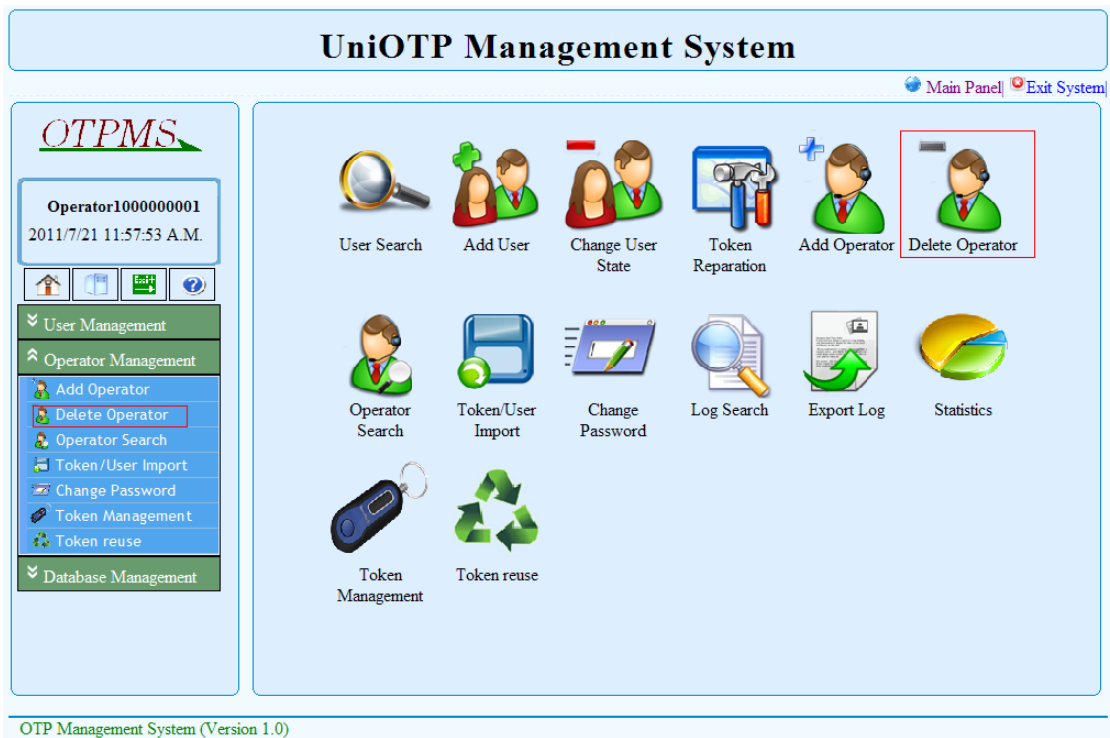 UniOTP Management System
Main Panel| Exit System|
OTPMS
Operator1000000001
2011/7/21 11:57:53 A.M.
User Management
Operator Management
Add Operator
Delete Operator
Operator Search
Token/User Import
Change Password
Token Management
Token reuse
Database Management
User Search
Add User
Change User
State
Token
Reparation
Add Operator
Delete Operator
Operator
Search
Token/User
Import
Change
Password
Log Search
Export Log
Statistics
Token
Management
Token reuse
OTP Management System (Version 1.0)